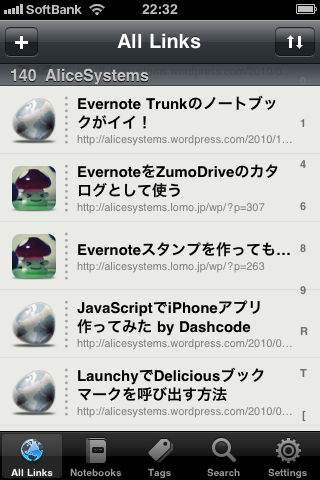 SoftBank 22:32
All Links
140 AliceSystems
Evernote Trunkのノートブックがイイ！
http://alicesystems.wordpress.com/2010/1...
EvernoteをZumoDriveのカタログとして使う
http://alicesystems.lomo.jp/wp/?p=307
Evernoteスタンプを作っても...
http://alicesystems.lomo.jp/wp/?p=263
JavaScriptでiPhoneアプリ
作ってみた by Dashcode
http://alicesystems.wordpress.com/2010/0...
LaunchyでDeliciousブックマークを呼び出す方法
http://alicesystems.wordpress.com/2010/0...
0
1
4
6
8
9
R
T
[
All Links Notebooks Tags Search Settings